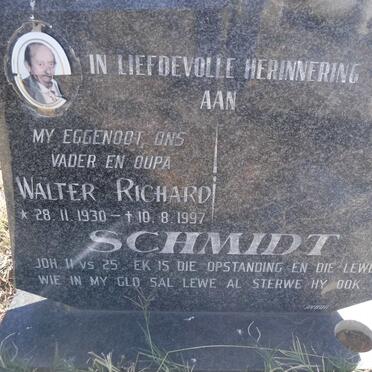 IN LIEFDEVOLLE HERINNERING
AAN
MY EGGENOOT, ONS
VADER EN OUPA
WALTER RICHARD
* 28.11.1930 – † 10.8.1997
SCHMIDT
JOH. 11 vs 25 EK IS DIE OPSTANDING EN DIE LEWE
WIE IN MY GLO SAL LEWE AL STERWE HY OOK